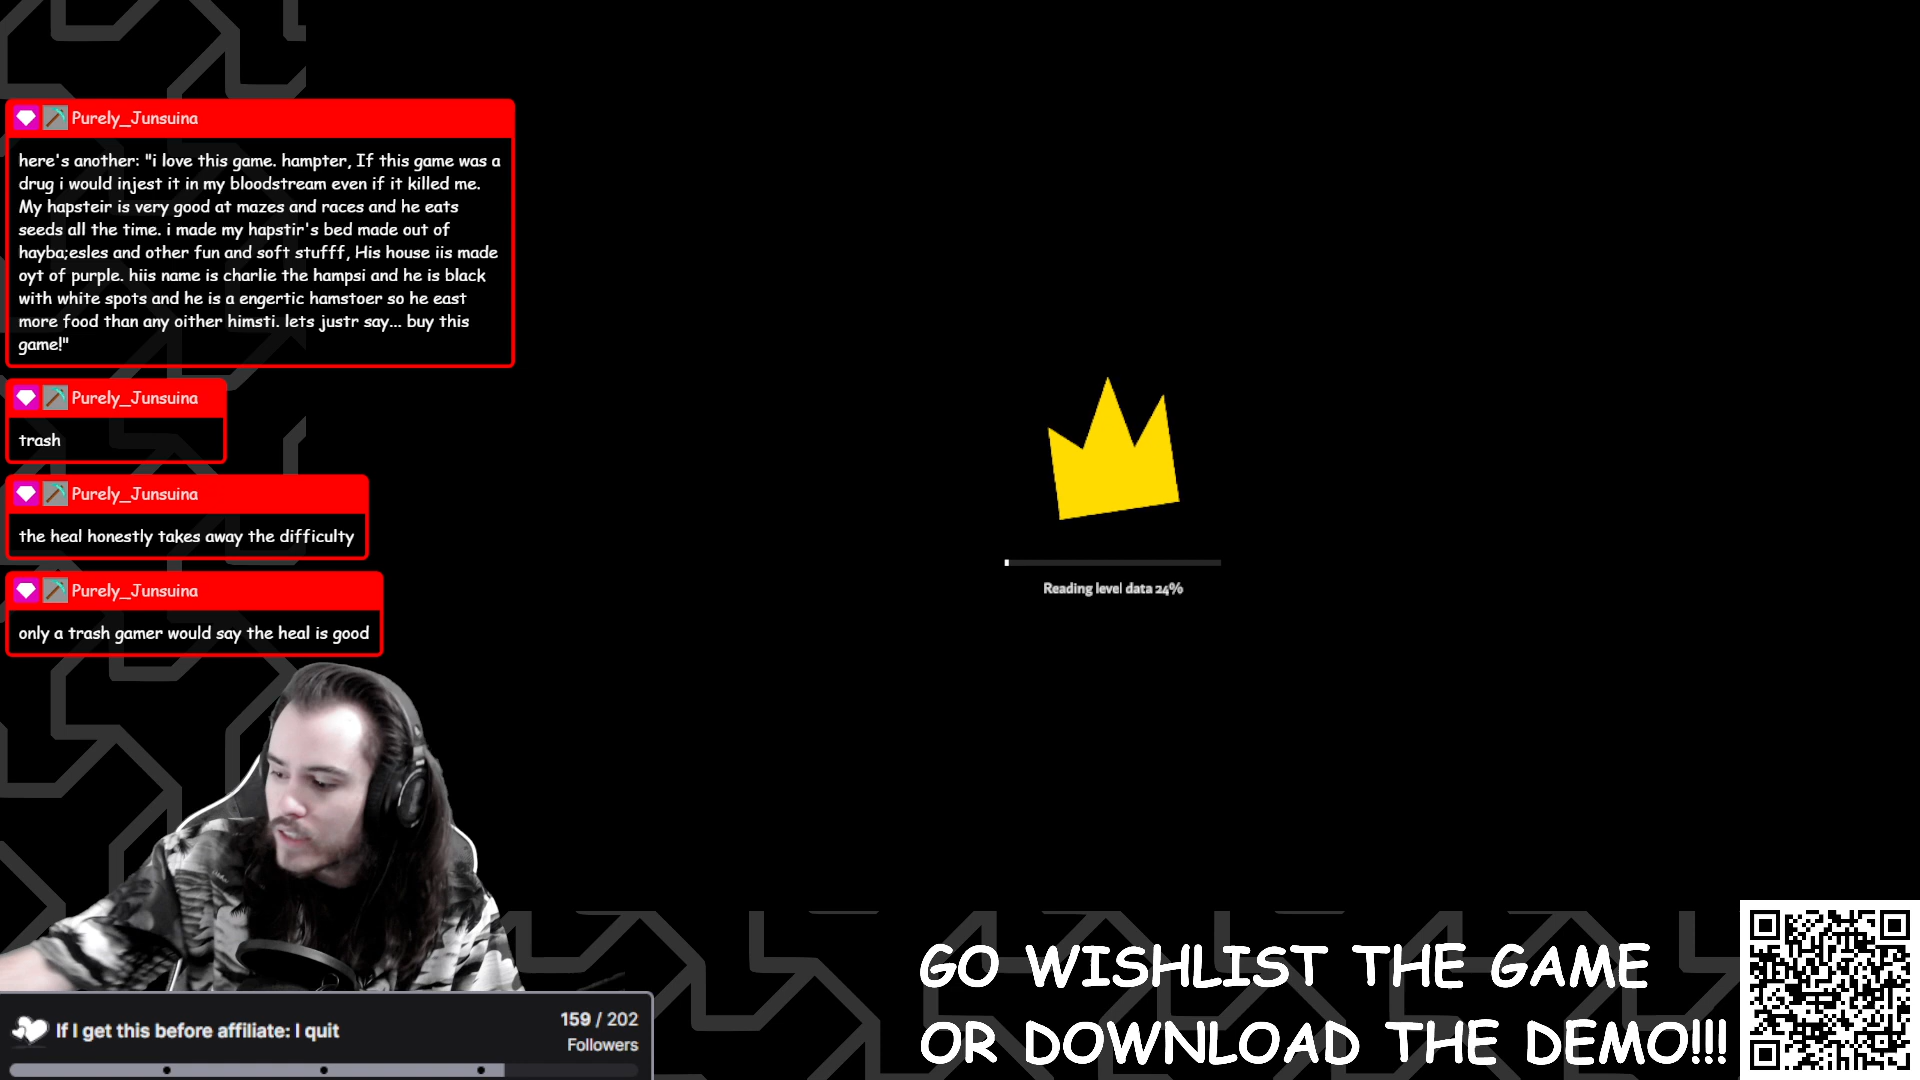 Purely_Junsuina
here's another: "i love this game. hampter, If this game was a
drug i would injest it in my bloodstream even if it killed me.
My hapsteir is very good at mazes and races and he eats
seeds all the time. i made my hapstir's bed made out of
hayba;esles and other fun and soft stufff, His house iis made
oyt of purple. hiis name is charlie the hampsi and he is black
with white spots and he is a engertic hamstoer so he east
more food than any oither himsti. lets justr say... buy this
game!"
Purely_Junsuina
trash
Purely_Junsuina
the heal honestly takes away the difficulty
Purely_Junsuina
only a trash gamer would say the heal is good
Reading level data 24%
If I get this before affiliate: I quit
159 / 202
Followers
GO WISHLIST THE GAME
OR DOWNLOAD THE DEMO!!!